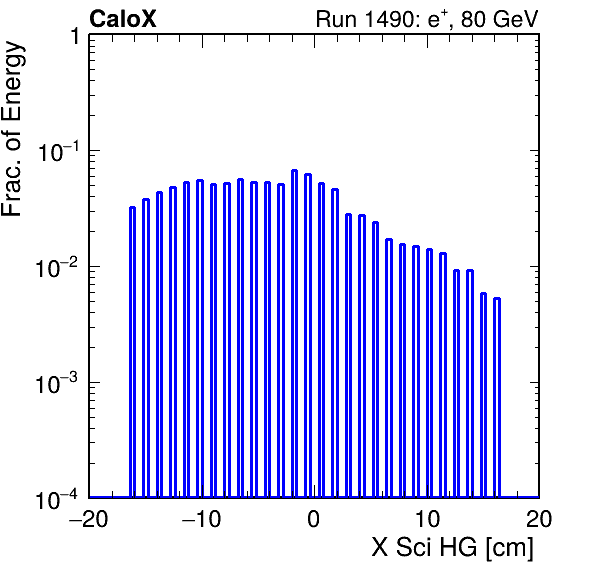 CaloX
Run 1490: e⁺, 80 GeV
Frac. of Energy
1
10⁻¹
10⁻²
10⁻³
10⁻⁴
−20
−10
0
10
20
X Sci HG [cm]